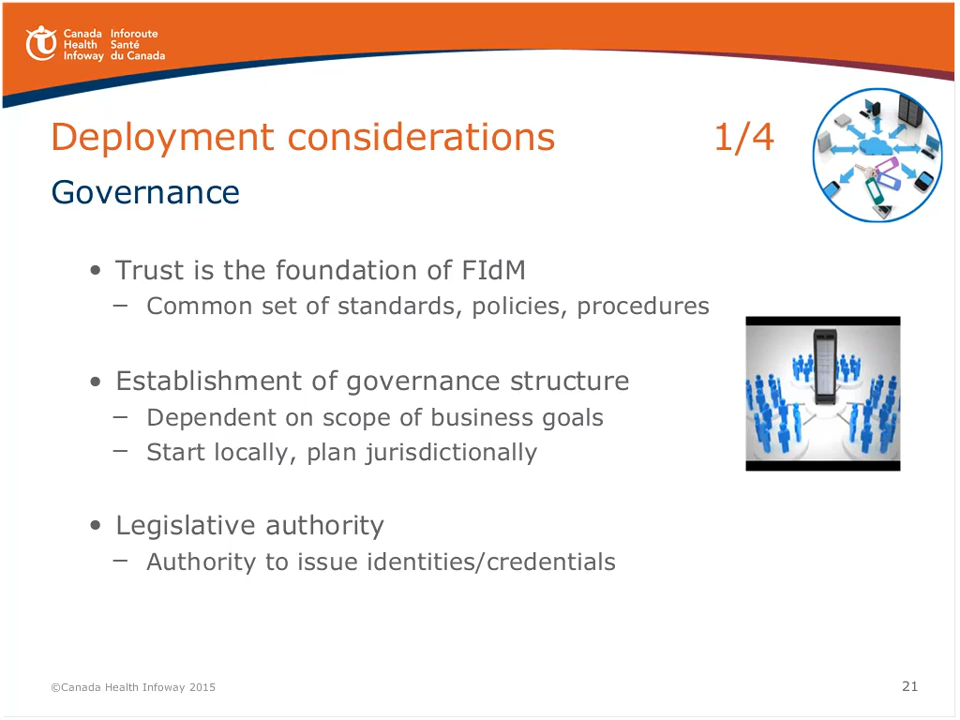 Canada Inforoute
Health Santé
Infoway du Canada
Deployment considerations 1/4
Governance
• Trust is the foundation of FIdM
– Common set of standards, policies, procedures
• Establishment of governance structure
– Dependent on scope of business goals
– Start locally, plan jurisdictionally
• Legislative authority
– Authority to issue identities/credentials
©Canada Health Infoway 2015
21